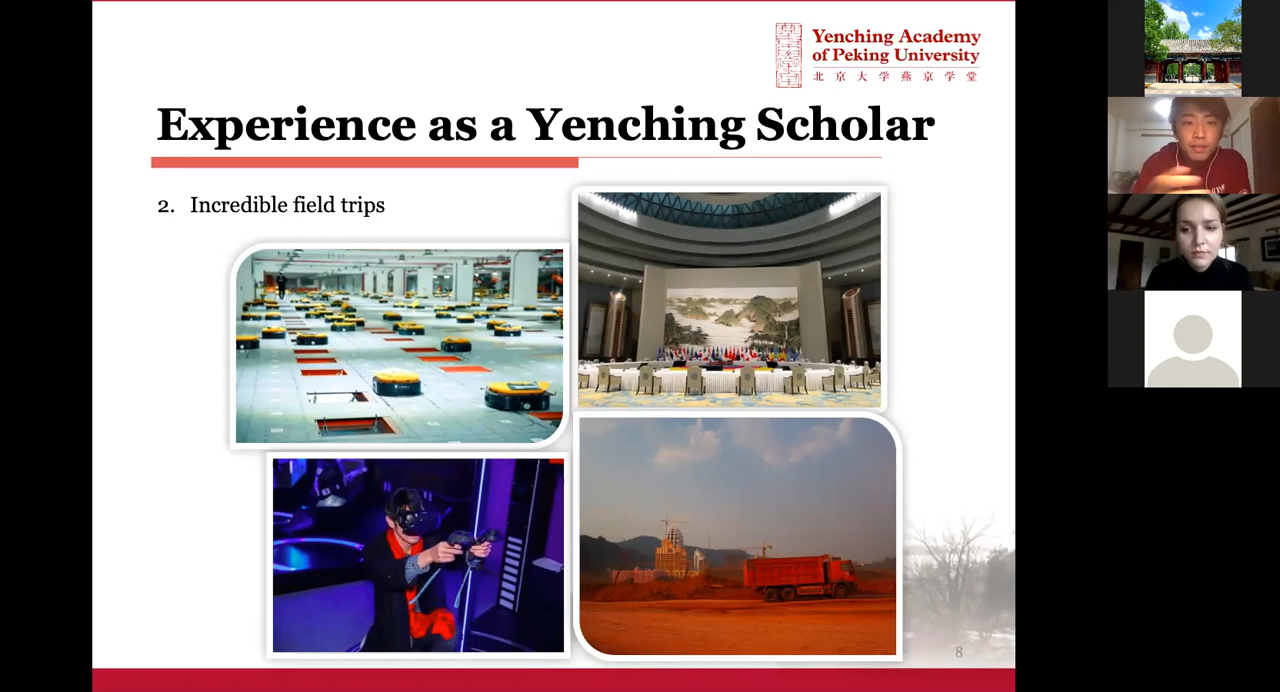 Yenching Academy
of Peking University
北京大学燕京学堂
Experience as a Yenching Scholar
2. Incredible field trips
8